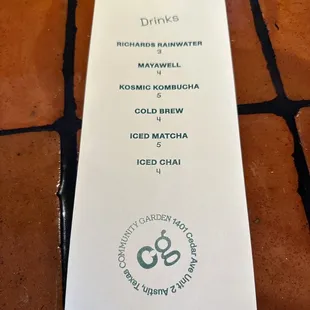 Drinks
RICHARDS RAINWATER
3
MAYAWELL
4
KOSMIC KOMBUCHA
5
COLD BREW
4
ICED MATCHA
5
ICED CHAI
4
COMMUNITY GARDEN 1401 Cedar Ave Unit 2 Austin, Texas
cg